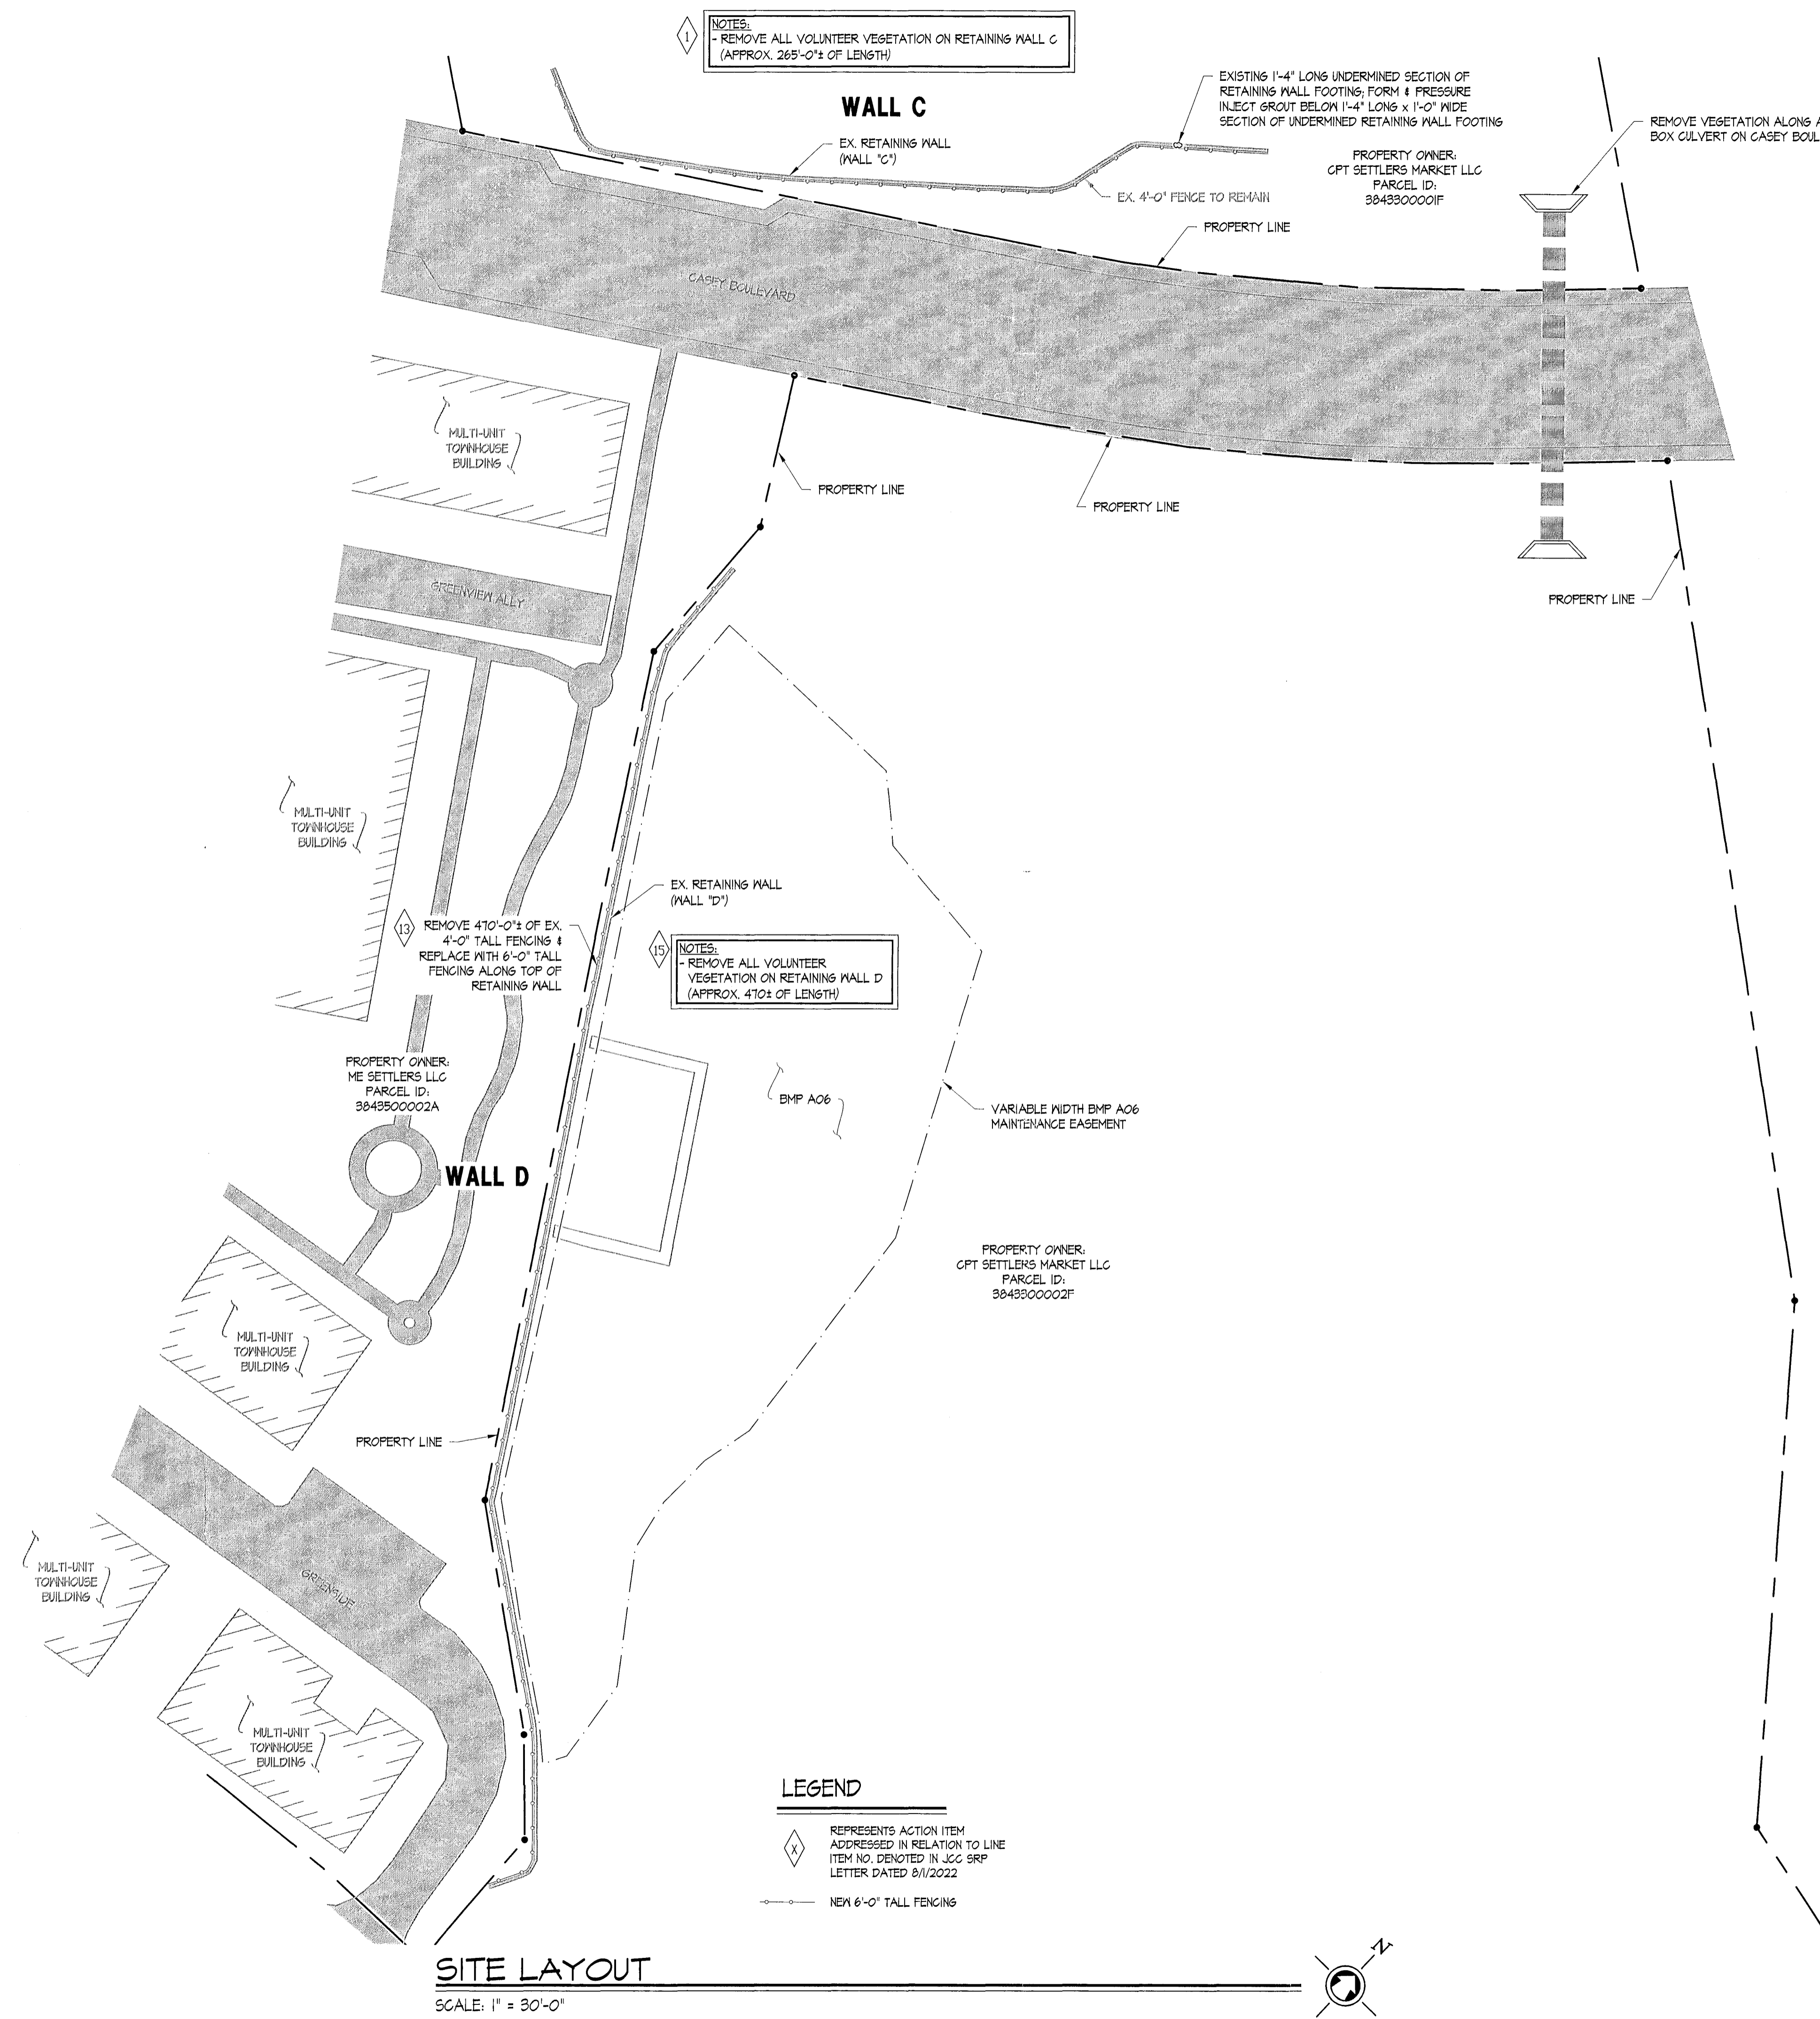 1
NOTES:
- REMOVE ALL VOLUNTEER VEGETATION ON RETAINING WALL C
(APPROX. 265'-0"± OF LENGTH)
WALL C
EX. RETAINING WALL
(WALL "C")
EXISTING 1'-4" LONG UNDERMINED SECTION OF
RETAINING WALL FOOTING; FORM & PRESSURE
INJECT GROUT BELOW 1'-4" LONG x 1'-0" WIDE
SECTION OF UNDERMINED RETAINING WALL FOOTING
REMOVE VEGETATION ALONG A
BOX CULVERT ON CASEY BOUL
PROPERTY OWNER:
CPT SETTLERS MARKET LLC
PARCEL ID:
3843300001F
EX. 4'-0" FENCE TO REMAIN
PROPERTY LINE
CASEY BOULEVARD
MULTI-UNIT
TOWNHOUSE
BUILDING
PROPERTY LINE
PROPERTY LINE
GREENVIEW ALLY
PROPERTY LINE
MULTI-UNIT
TOWNHOUSE
BUILDING
EX. RETAINING WALL
(WALL "D")
13
REMOVE 470'-0"± OF EX.
4'-0" TALL FENCING &
REPLACE WITH 6'-0" TALL
FENCING ALONG TOP OF
RETAINING WALL
15
NOTES:
- REMOVE ALL VOLUNTEER
VEGETATION ON RETAINING WALL D
(APPROX. 470± OF LENGTH)
PROPERTY OWNER:
ME SETTLERS LLC
PARCEL ID:
3843500002A
BMP A06
VARIABLE WIDTH BMP A06
MAINTENANCE EASEMENT
WALL D
PROPERTY OWNER:
CPT SETTLERS MARKET LLC
PARCEL ID:
3843300002F
MULTI-UNIT
TOWNHOUSE
BUILDING
PROPERTY LINE
MULTI-UNIT
TOWNHOUSE
BUILDING
GREENSIDE
MULTI-UNIT
TOWNHOUSE
BUILDING
LEGEND
X
REPRESENTS ACTION ITEM
ADDRESSED IN RELATION TO LINE
ITEM NO. DENOTED IN JCC SRP
LETTER DATED 8/1/2022
NEW 6'-0" TALL FENCING
SITE LAYOUT
SCALE: 1" = 30'-0"
N